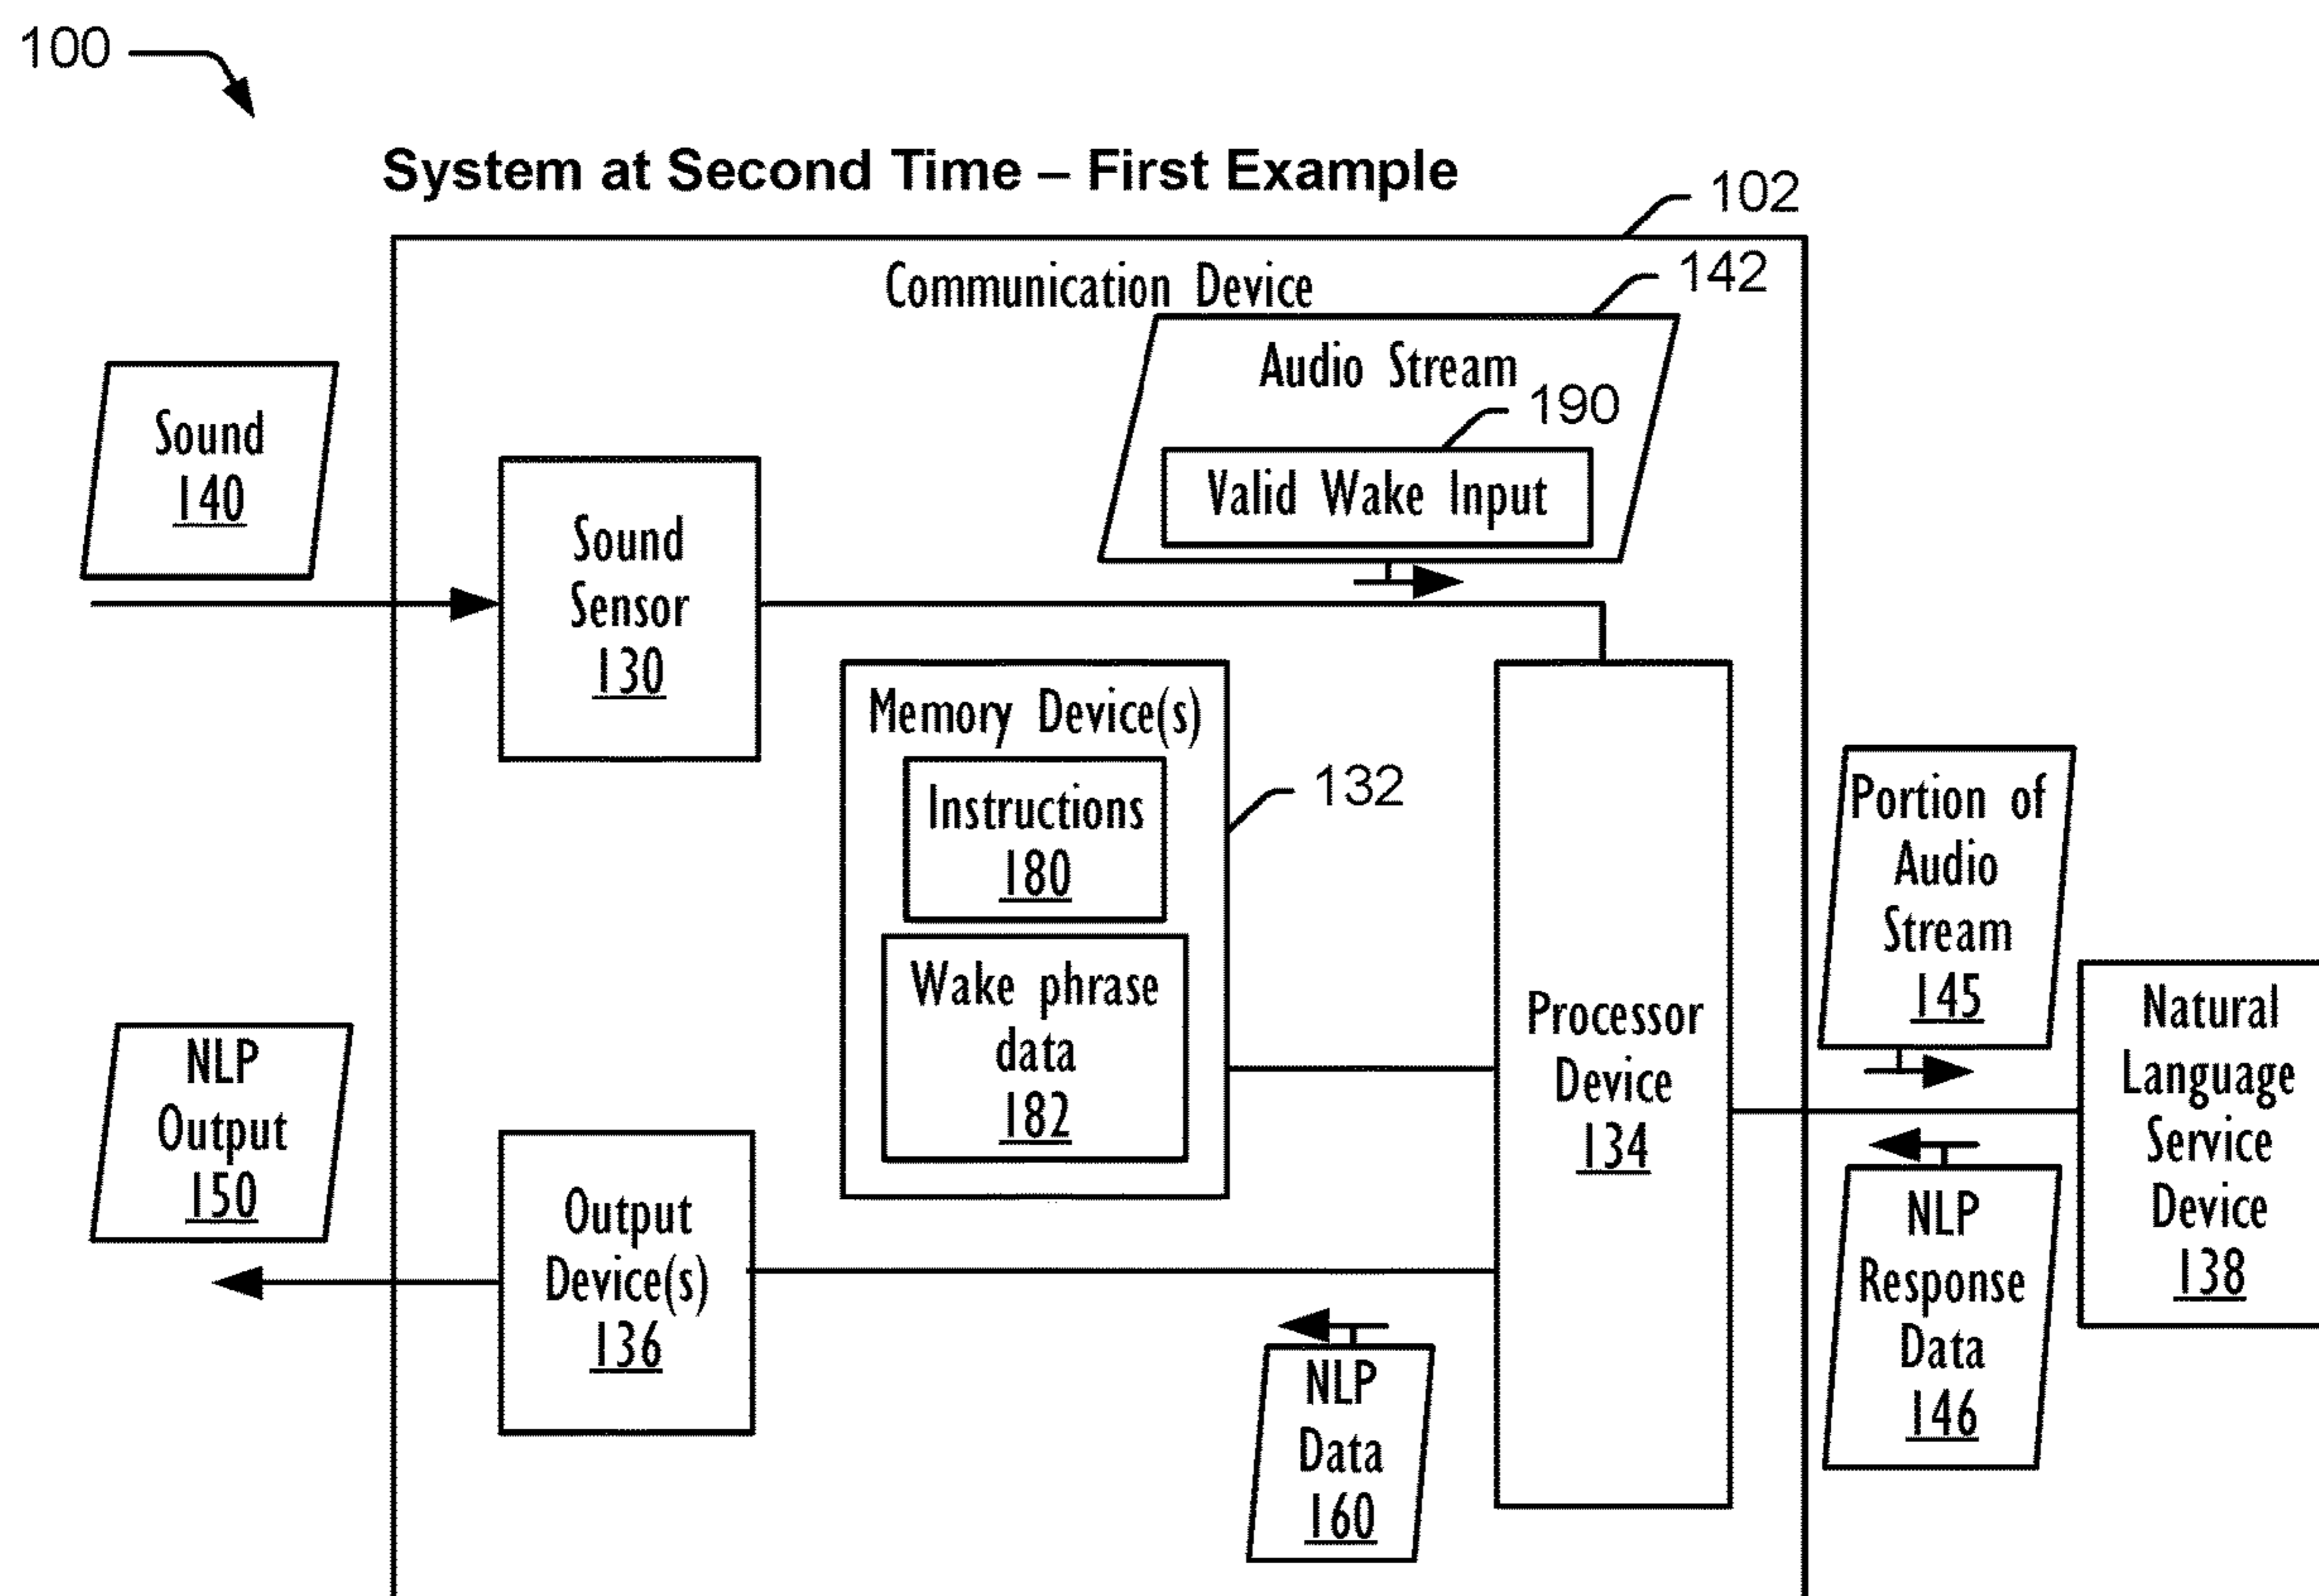 100
System at Second Time – First Example
102
Communication Device
142
Audio Stream
190
Valid Wake Input
Sound
140
Sound
Sensor
130
Memory Device(s)
Instructions
180
132
Wake phrase
data
182
Processor
Device
134
Portion of
Audio
Stream
145
Natural
Language
Service
Device
138
NLP
Output
150
Output
Device(s)
136
NLP
Response
Data
146
NLP
Data
160